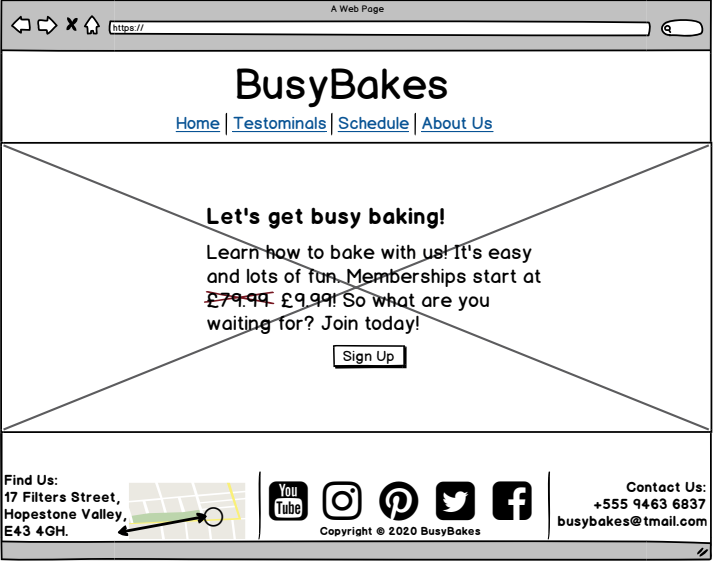 A Web Page
https://
BusyBakes
Home | Testominals | Schedule | About Us
Let's get busy baking!
Learn how to bake with us! It's easy
and lots of fun. Memberships start at
£79.99 £9.99! So what are you
waiting for? Join today!
Sign Up
Find Us:
17 Filters Street,
Hopestone Valley,
E43 4GH.
You
Tube
Copyright © 2020 BusyBakes
Contact Us:
+555 9463 6837
busybakes@tmail.com